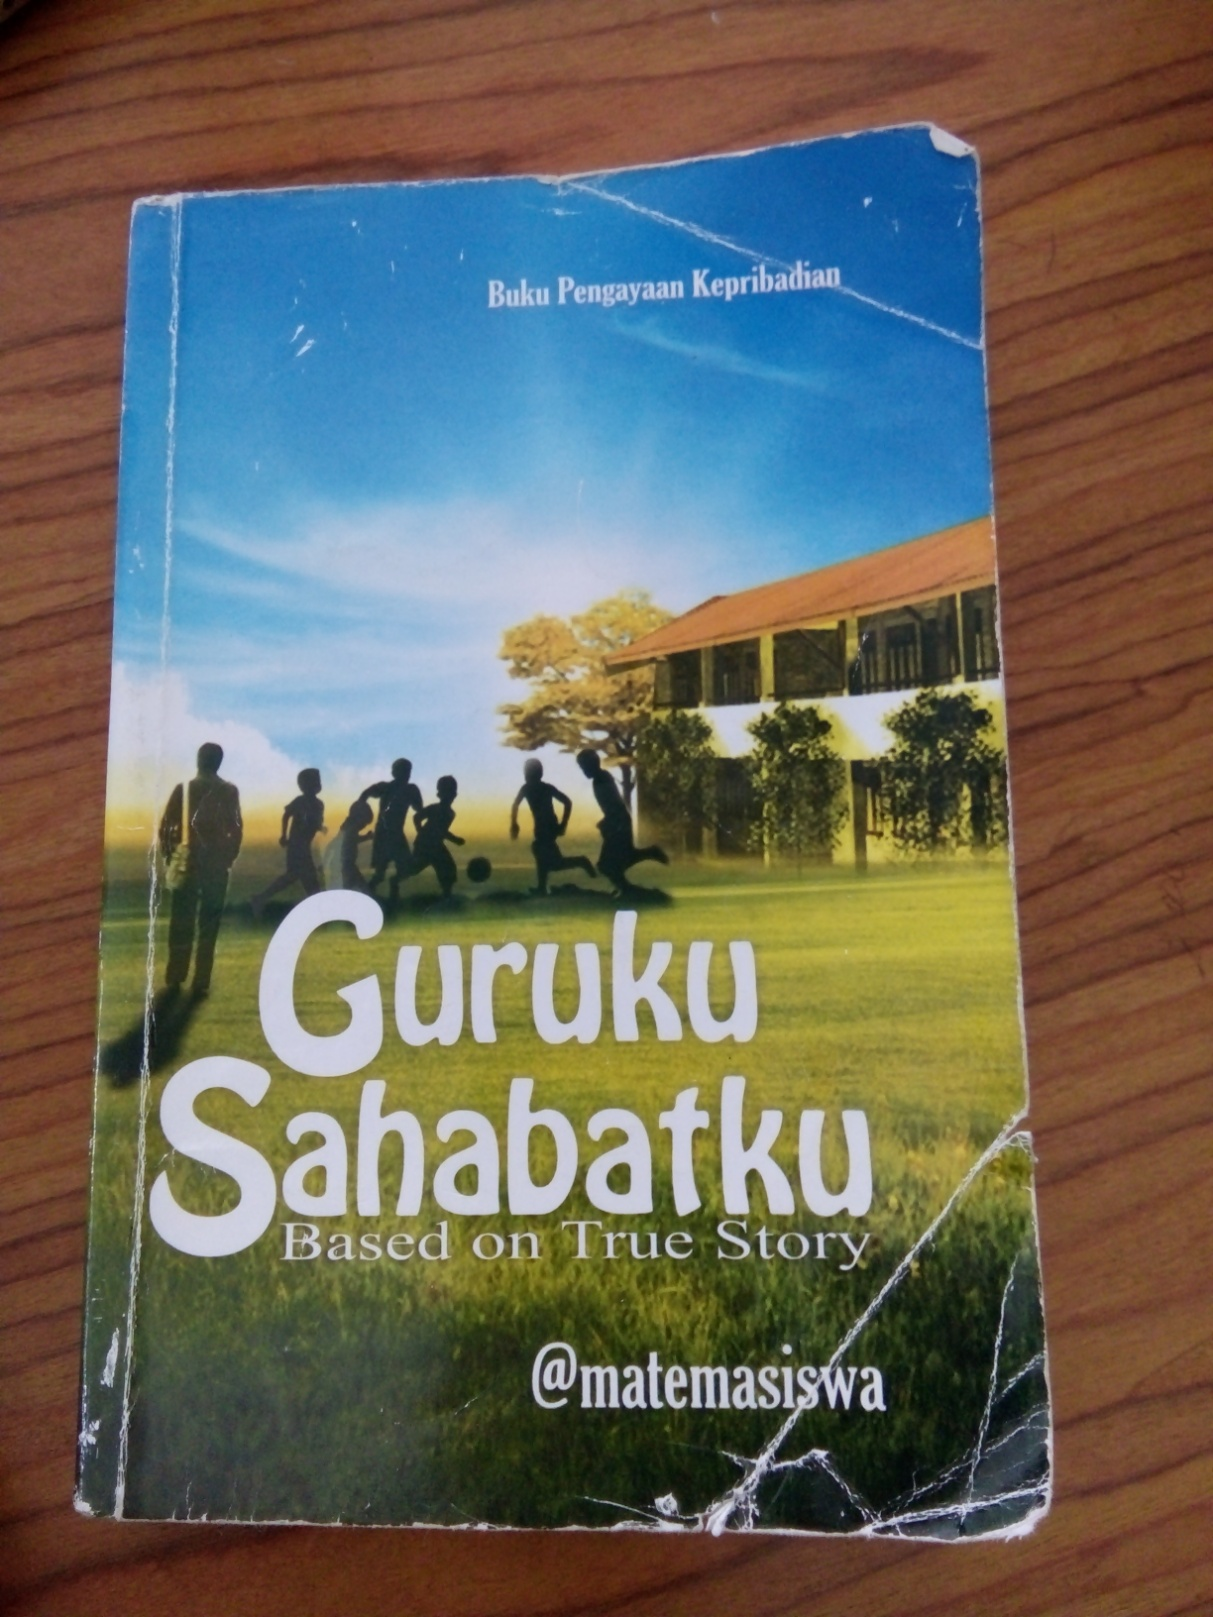 Buku Pengayaan Kepribadian
Guruku
Sahabatku
Based on True Story
@matemasiswa